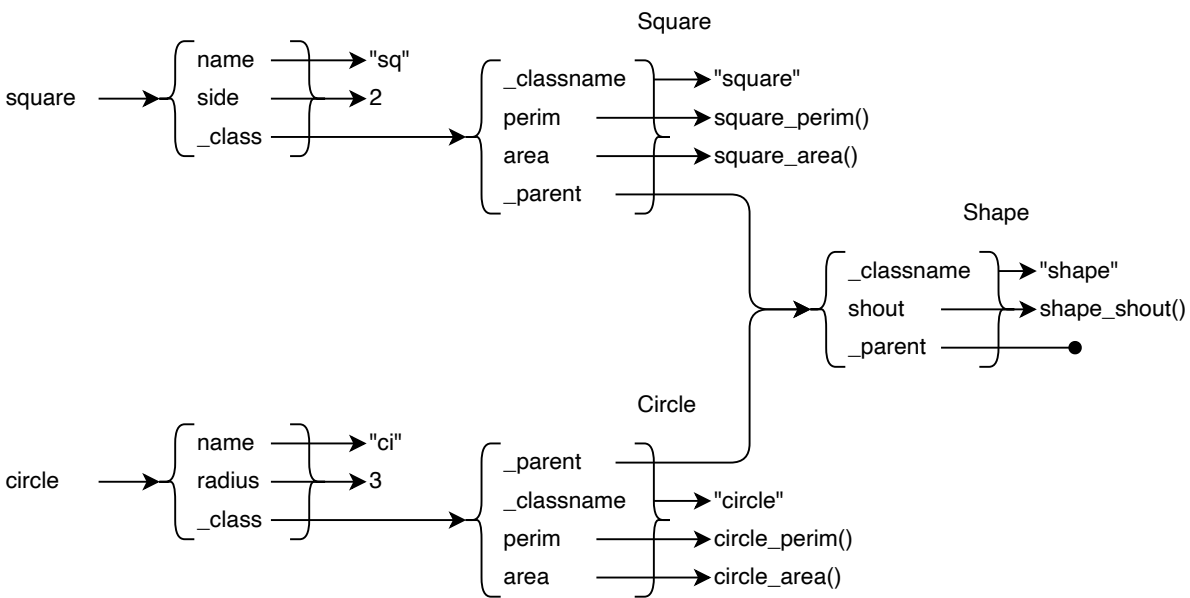 Square
name "sq"
_classname "square"
square side 2
perim square_perim()
_class
area square_area()
_parent
Shape
_classname "shape"
shout shape_shout()
_parent
Circle
name "ci"
_parent
circle radius 3
_classname "circle"
_class
perim circle_perim()
area circle_area()